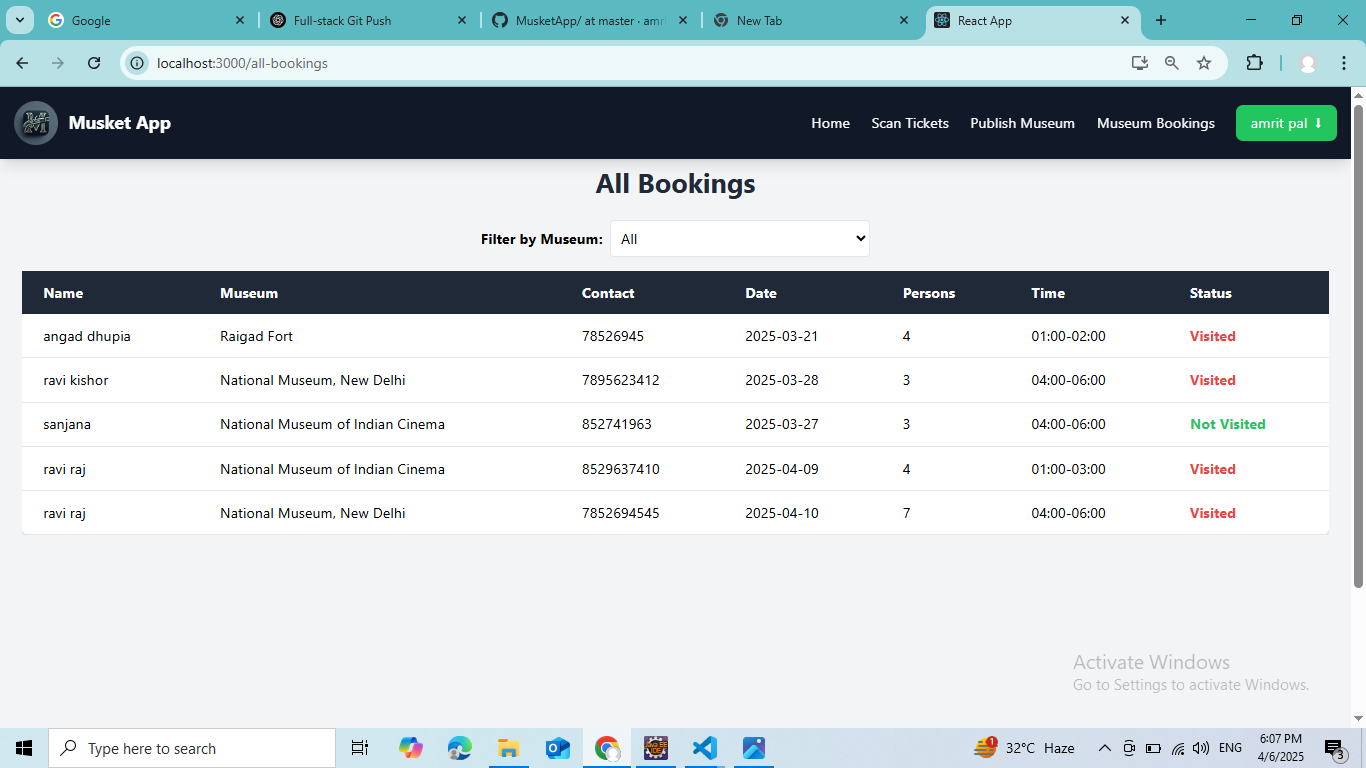 Google
Full-stack Git Push
MusketApp/ at master · amri
New Tab
React App
localhost:3000/all-bookings
Musket App
Home Scan Tickets Publish Museum Museum Bookings amrit pal ⬇
All Bookings
Filter by Museum: All
Name Museum Contact Date Persons Time Status
angad dhupia Raigad Fort 78526945 2025-03-21 4 01:00-02:00 Visited
ravi kishor National Museum, New Delhi 7895623412 2025-03-28 3 04:00-06:00 Visited
sanjana National Museum of Indian Cinema 852741963 2025-03-27 3 04:00-06:00 Not Visited
ravi raj National Museum of Indian Cinema 8529637410 2025-04-09 4 01:00-03:00 Visited
ravi raj National Museum, New Delhi 7852694545 2025-04-10 7 04:00-06:00 Visited
Activate Windows
Go to Settings to activate Windows.
Type here to search
1
32°C Haze
ENG
6:07 PM
4/6/2025
3